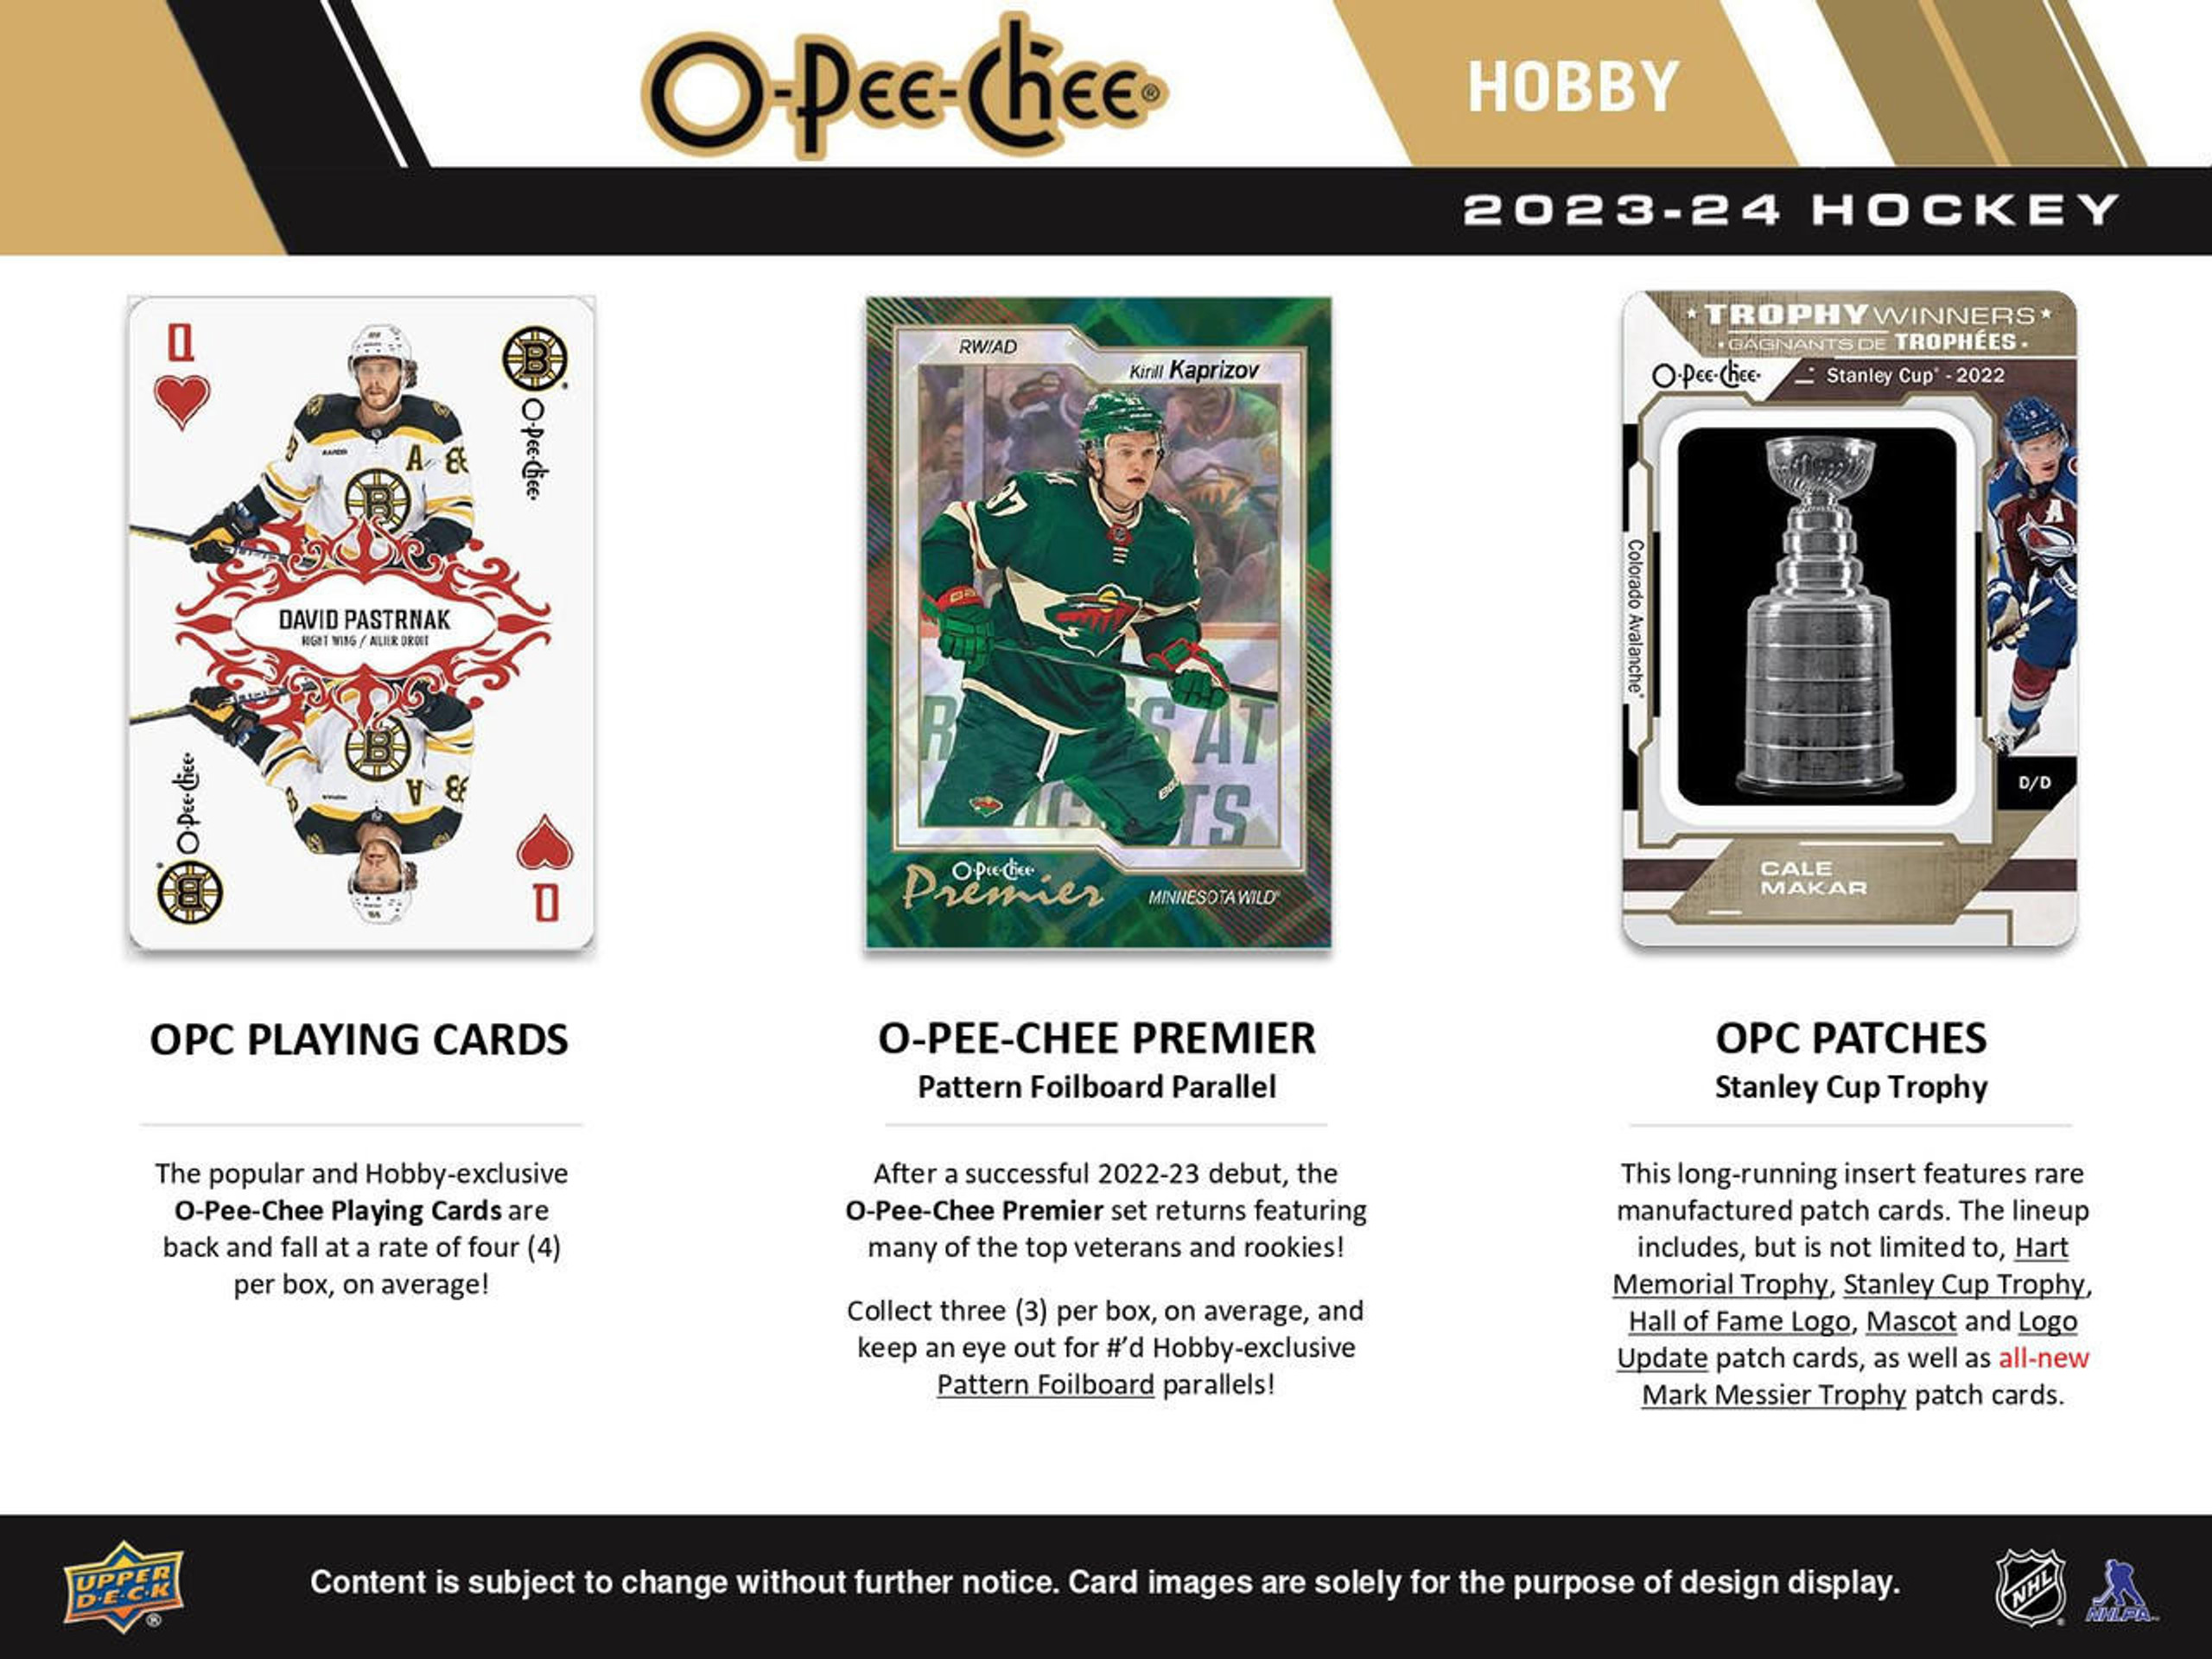 O-Pee-Chee®
HOBBY
2023-24 HOCKEY
Q
B
O-Pee-Chee
A
88
B
DAVID PASTRNAK
RIGHT WING / AILIER DROIT
B
A
88
O-Pee-Chee
B
Q
RW/AD
Kirill Kaprizov
97
O-Pee-Chee
Premier
MINNESOTA WILD®
★ TROPHY WINNERS ★
• GAGNANTS DE TROPHÉES •
O-Pee-Chee
Stanley Cup® - 2022
Colorado Avalanche®
A
D/D
CALE
MAKAR
OPC PLAYING CARDS
The popular and Hobby-exclusive
O-Pee-Chee Playing Cards are
back and fall at a rate of four (4)
per box, on average!
O-PEE-CHEE PREMIER
Pattern Foilboard Parallel
After a successful 2022-23 debut, the
O-Pee-Chee Premier set returns featuring
many of the top veterans and rookies!
Collect three (3) per box, on average, and
keep an eye out for #'d Hobby-exclusive
Pattern Foilboard parallels!
OPC PATCHES
Stanley Cup Trophy
This long-running insert features rare
manufactured patch cards. The lineup
includes, but is not limited to, Hart
Memorial Trophy, Stanley Cup Trophy,
Hall of Fame Logo, Mascot and Logo
Update patch cards, as well as all-new
Mark Messier Trophy patch cards.
UPPER
D•E•C•K
®
Content is subject to change without further notice. Card images are solely for the purpose of design display.
NHL
NHLPA